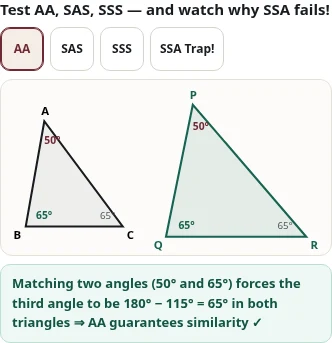 Test AA, SAS, SSS — and watch why SSA fails!
AA SAS SSS SSA Trap!
P
A
50°
50°
65° 65° 65° 65°
B C
Q R
Matching two angles (50° and 65°) forces the
third angle to be 180° − 115° = 65° in both
triangles ⇒ AA guarantees similarity ✓